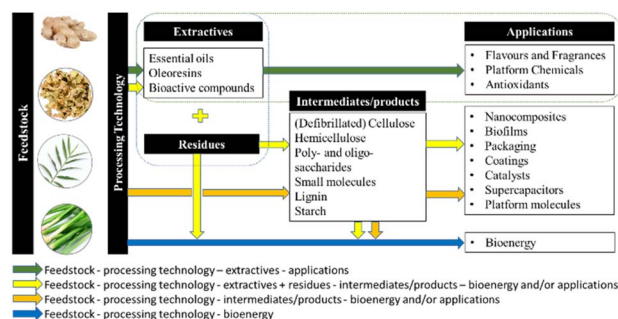 Feedstock
Processing Technology
Extractives
Essential oils
Oleoresins
Bioactive compounds
+
Residues
Intermediates/products
(Defibrillated) Cellulose
Hemicellulose
Poly- and oligo-
saccharides
Small molecules
Lignin
Starch
Applications
• Flavours and Fragrances
• Platform Chemicals
• Antioxidants
• Nanocomposites
• Biofilms
• Packaging
• Coatings
• Catalysts
• Supercapacitors
• Platform molecules
• Bioenergy
Feedstock - processing technology – extractives - applications
Feedstock - processing technology - extractives + residues - intermediates/products – bioenergy and/or applications
Feedstock - processing technology - intermediates/products - bioenergy and/or applications
Feedstock - processing technology - bioenergy